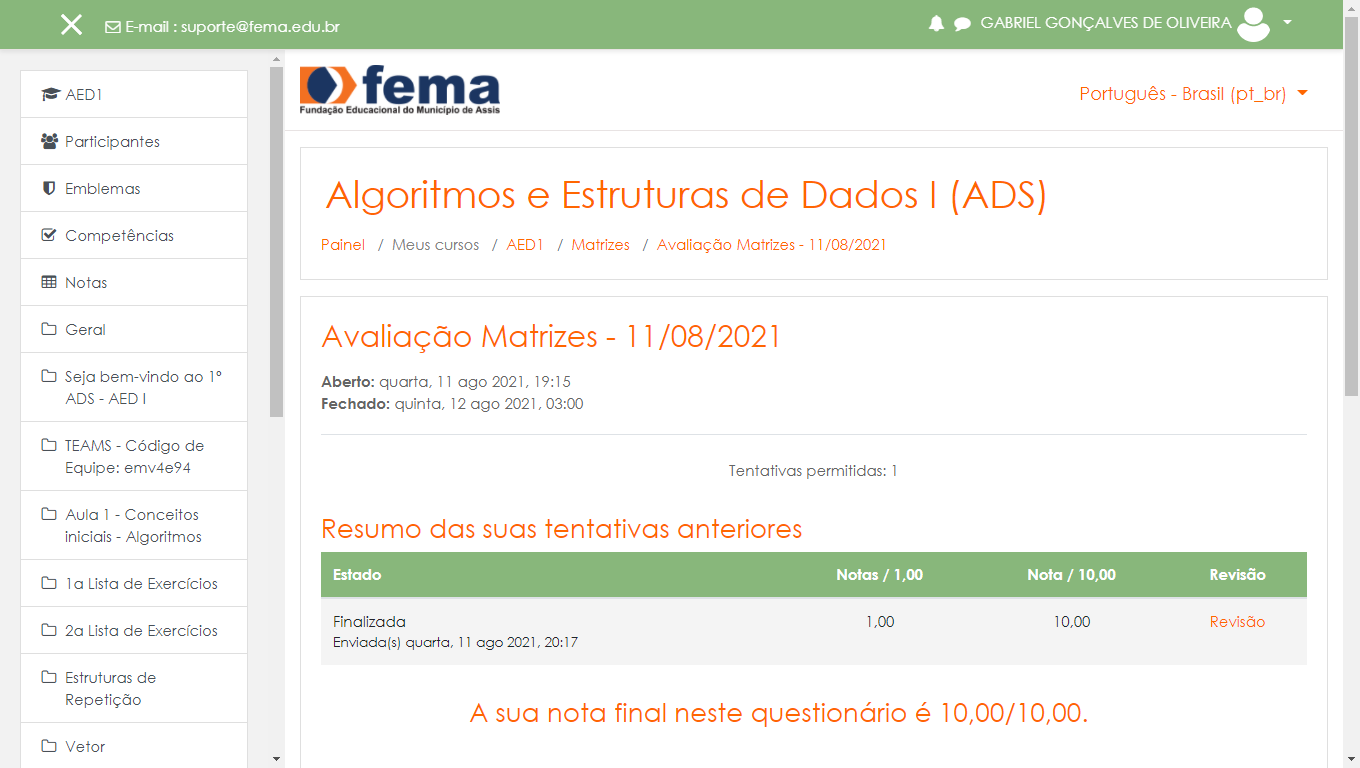 E-mail : suporte@fema.edu.br
GABRIEL GONÇALVES DE OLIVEIRA
AED1
Participantes
Emblemas
Competências
Notas
Geral
Seja bem-vindo ao 1º
ADS - AED I
TEAMS - Código de
Equipe: emv4e94
Aula 1 - Conceitos
iniciais - Algoritmos
1a Lista de Exercícios
2a Lista de Exercícios
Estruturas de
Repetição
Vetor
fema
Fundação Educacional do Município de Assis
Português - Brasil (pt_br)
Algoritmos e Estruturas de Dados I (ADS)
Painel / Meus cursos / AED1 / Matrizes / Avaliação Matrizes - 11/08/2021
Avaliação Matrizes - 11/08/2021
Aberto: quarta, 11 ago 2021, 19:15
Fechado: quinta, 12 ago 2021, 03:00
Tentativas permitidas: 1
Resumo das suas tentativas anteriores
Estado Notas / 1,00 Nota / 10,00 Revisão
Finalizada 1,00 10,00 Revisão
Enviada(s) quarta, 11 ago 2021, 20:17
A sua nota final neste questionário é 10,00/10,00.